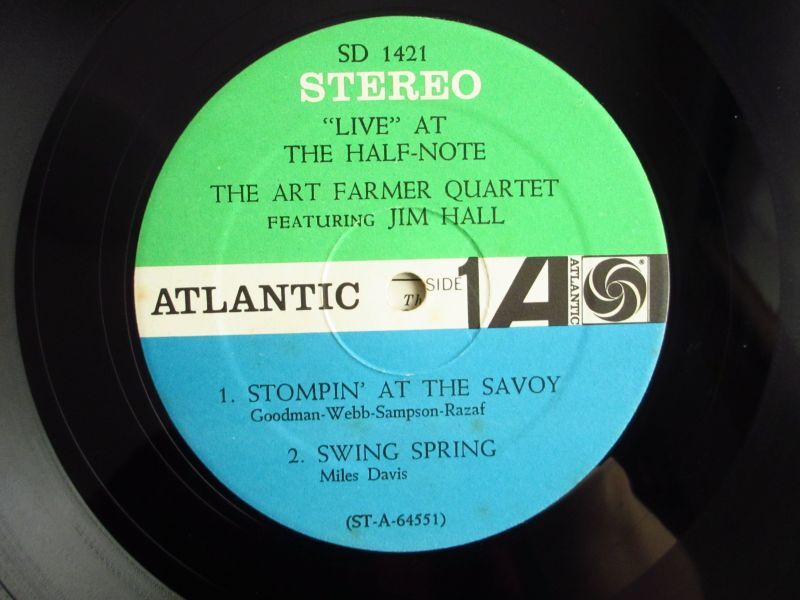 SD 1421
STEREO
"LIVE" AT
THE HALF-NOTE
THE ART FARMER QUARTET
FEATURING JIM HALL
ATLANTIC
Th
SIDE 1
A
ATLANTIC
®
1. STOMPIN' AT THE SAVOY
Goodman-Webb-Sampson-Razaf
2. SWING SPRING
Miles Davis
(ST-A-64551)